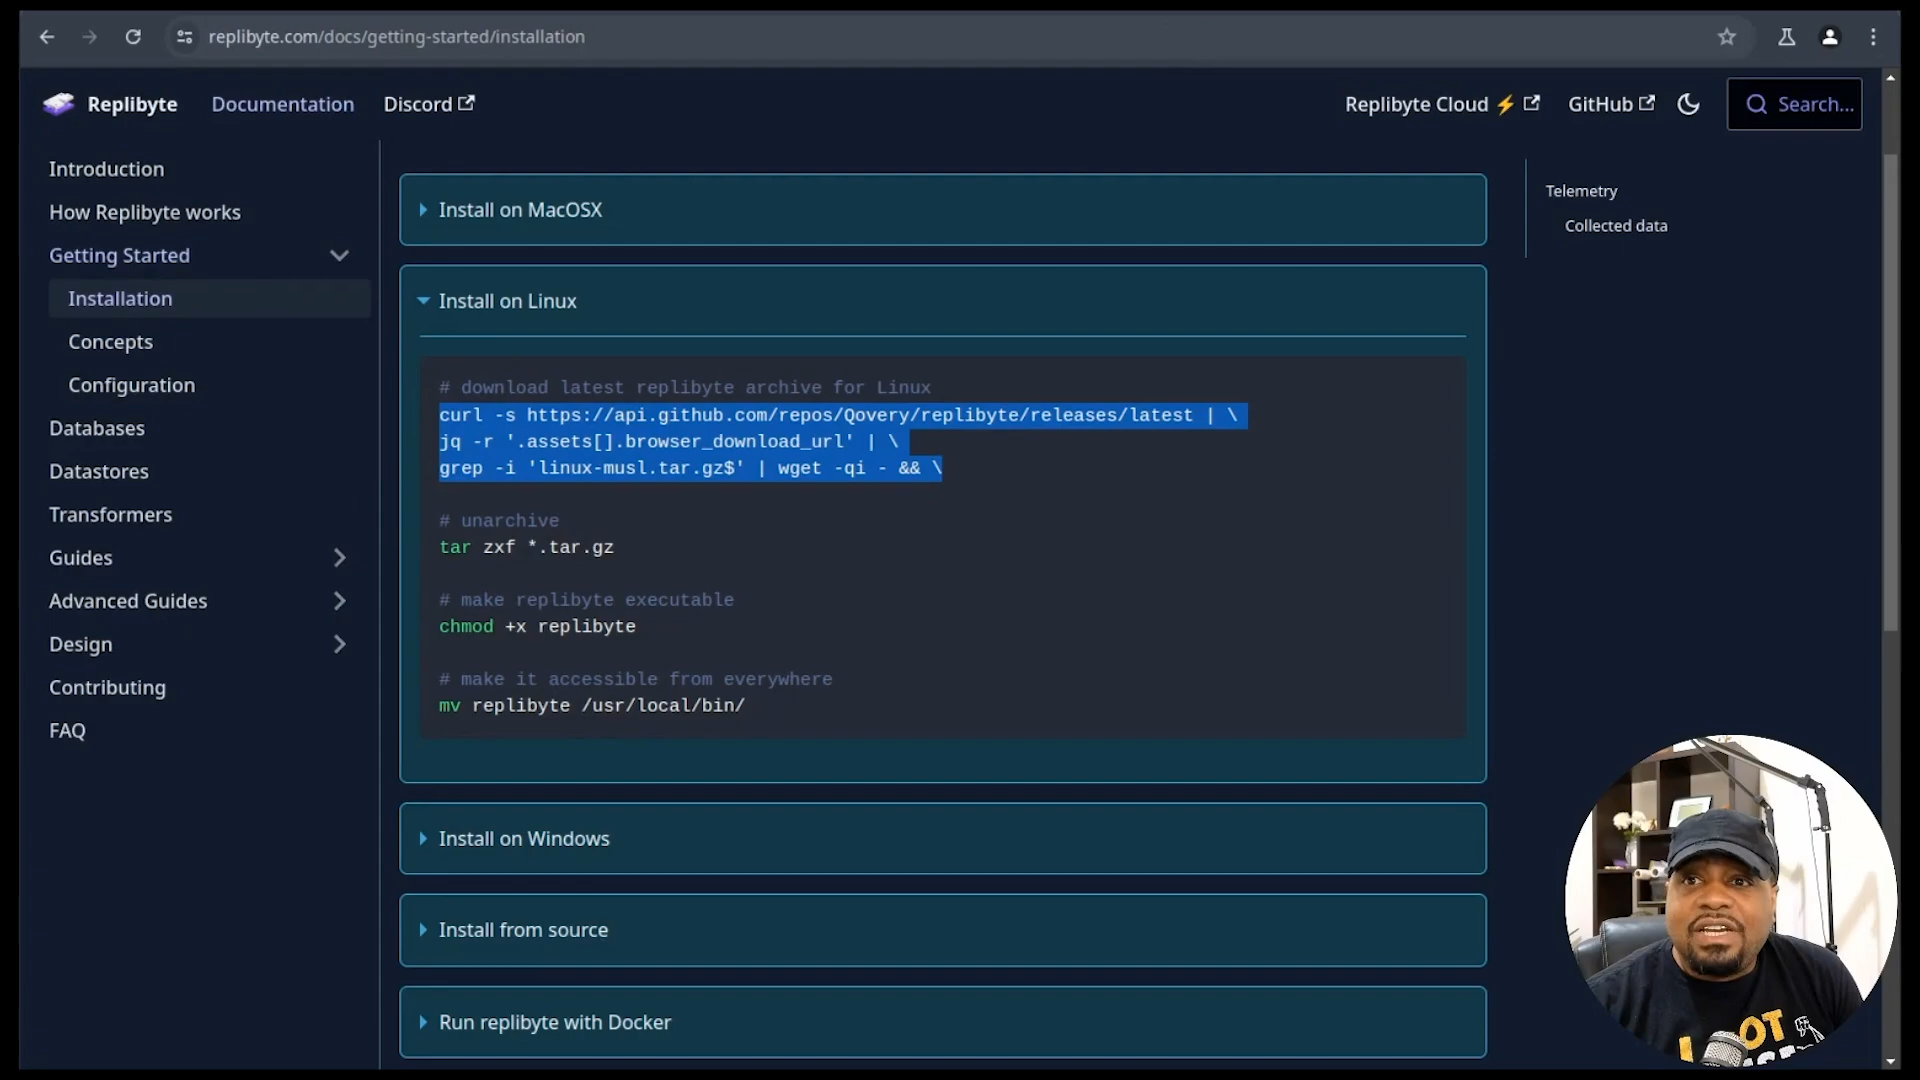 replibyte.com/docs/getting-started/installation
Replibyte
Documentation
Discord
Replibyte Cloud ⚡
GitHub
Search...
Introduction
How Replibyte works
Getting Started
Installation
Concepts
Configuration
Databases
Datastores
Transformers
Guides
Advanced Guides
Design
Contributing
FAQ
Install on MacOSX
Install on Linux
# download latest replibyte archive for Linux
curl -s https://api.github.com/repos/Qovery/replibyte/releases/latest | \
jq -r '.assets[].browser_download_url' | \
grep -i 'linux-musl.tar.gz$' | wget -qi - && \
# unarchive
tar zxf *.tar.gz
# make replibyte executable
chmod +x replibyte
# make it accessible from everywhere
mv replibyte /usr/local/bin/
Install on Windows
Install from source
Run replibyte with Docker
Telemetry
Collected data